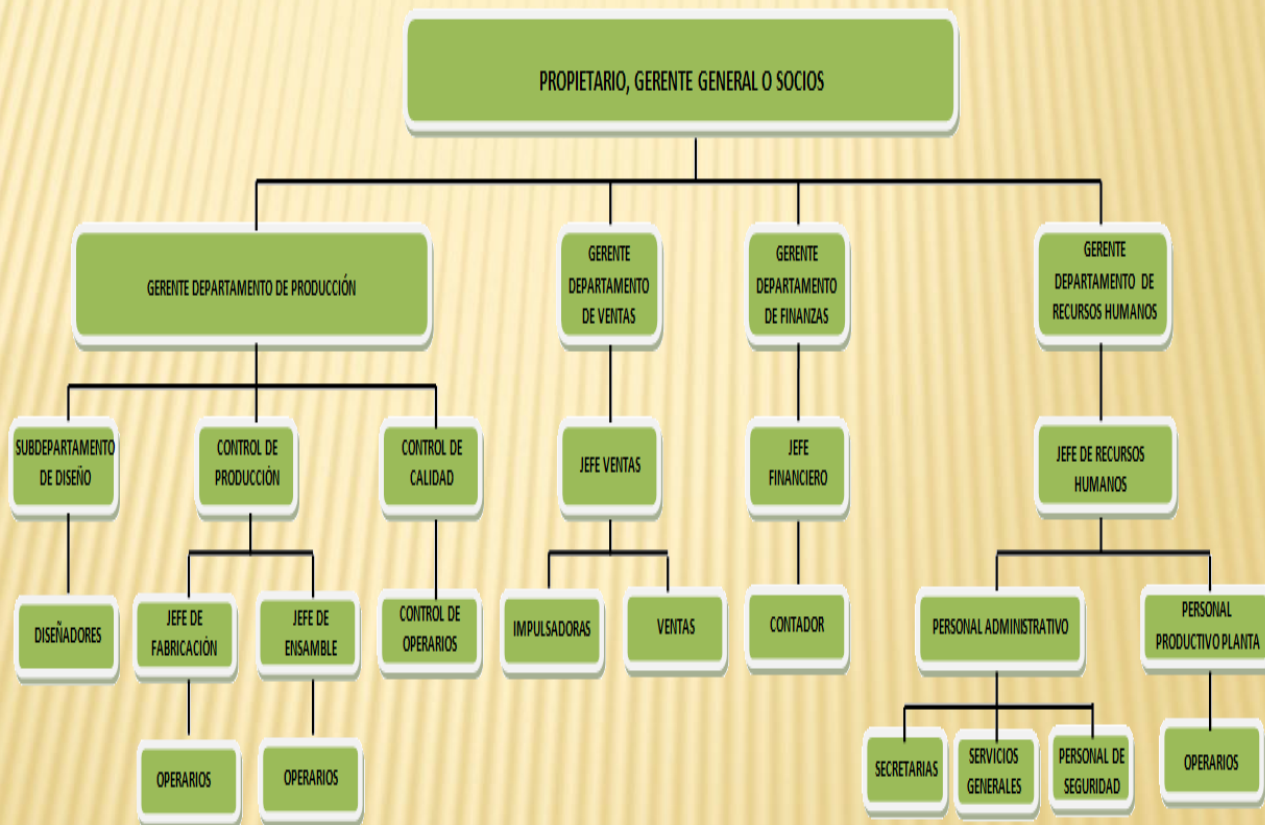 PROPIETARIO, GERENTE GENERAL O SOCIOS
GERENTE DEPARTAMENTO DE PRODUCCIÓN
GERENTE
DEPARTAMENTO
DE VENTAS
GERENTE
DEPARTAMENTO
DE FINANZAS
GERENTE
DEPARTAMENTO DE
RECURSOS HUMANOS
SUBDEPARTAMENTO
DE DISEÑO
CONTROL DE
PRODUCCIÓN
CONTROL DE
CALIDAD
JEFE VENTAS
JEFE
FINANCIERO
JEFE DE RECURSOS
HUMANOS
DISEÑADORES
JEFE DE
FABRICACIÓN
JEFE DE
ENSAMBLE
CONTROL DE
OPERARIOS
IMPULSADORAS
VENTAS
CONTADOR
PERSONAL ADMINISTRATIVO
PERSONAL
PRODUCTIVO PLANTA
OPERARIOS
OPERARIOS
SECRETARIAS
SERVICIOS
GENERALES
PERSONAL DE
SEGURIDAD
OPERARIOS